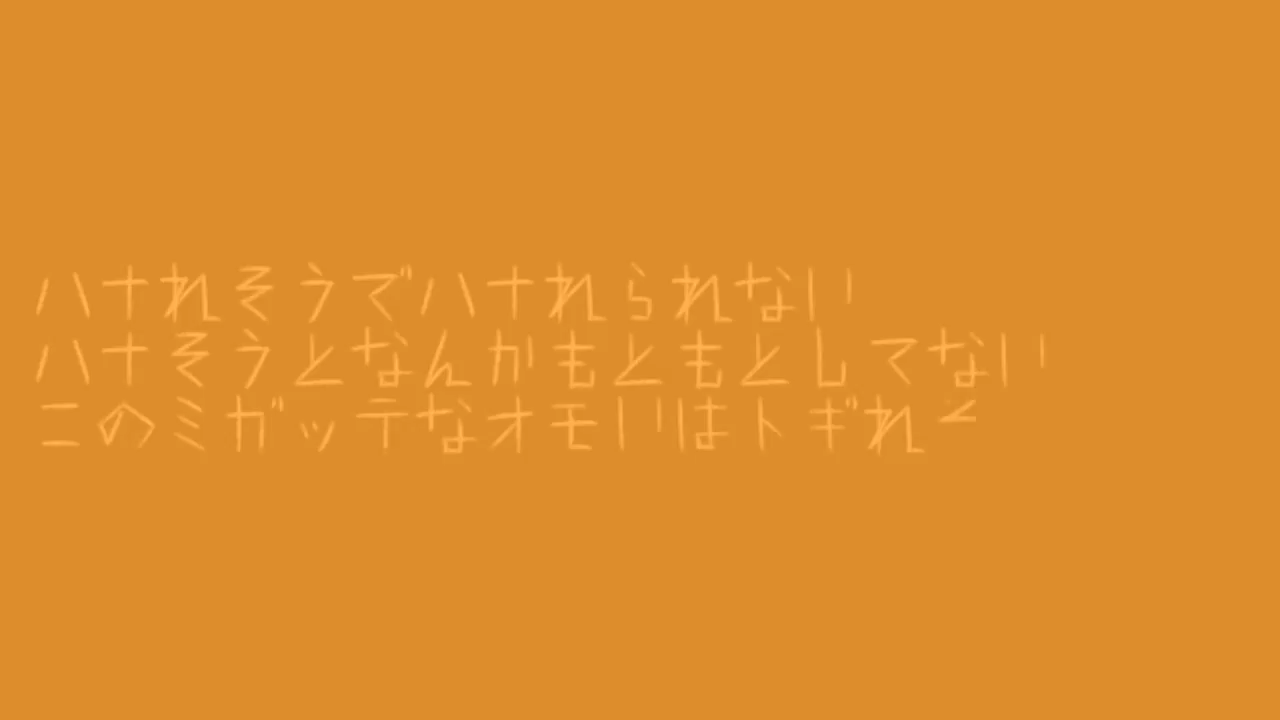 ハナれそうでハナれられない
ハナそうとなんかもともとしてない
このミガッテなオモいはトギれ